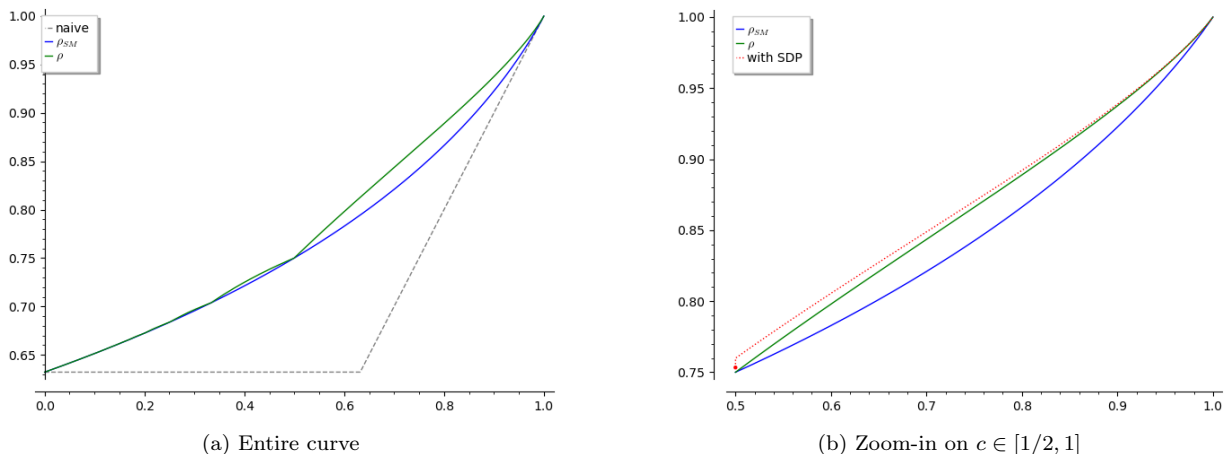 1.00
naive
ρ_SM
ρ
0.95
0.90
0.85
0.80
0.75
0.70
0.65
0.0 0.2 0.4 0.6 0.8 1.0
(a) Entire curve
1.00
ρ_SM
ρ
with SDP
0.95
0.90
0.85
0.80
0.75
0.5 0.6 0.7 0.8 0.9 1.0
(b) Zoom-in on c ∈ [1/2, 1]